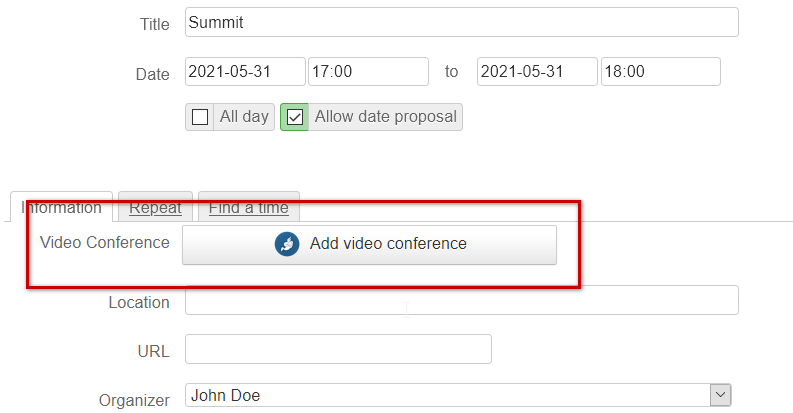 Title Summit
Date 2021-05-31 17:00 to 2021-05-31 18:00
All day Allow date proposal
Information Repeat Find a time
Video Conference Add video conference
Location
URL
Organizer John Doe